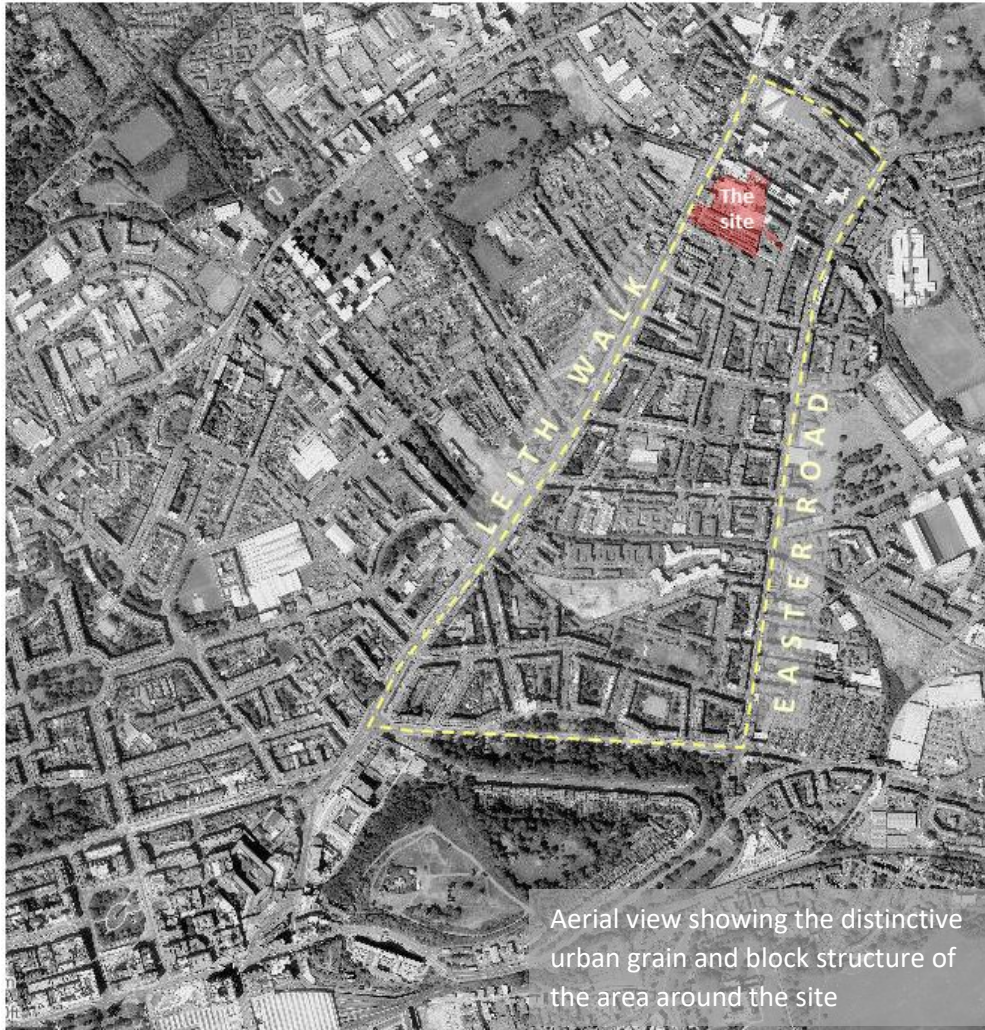 The
site
LEITH WALK
EASTER ROAD
Aerial view showing the distinctive
urban grain and block structure of
the area around the site